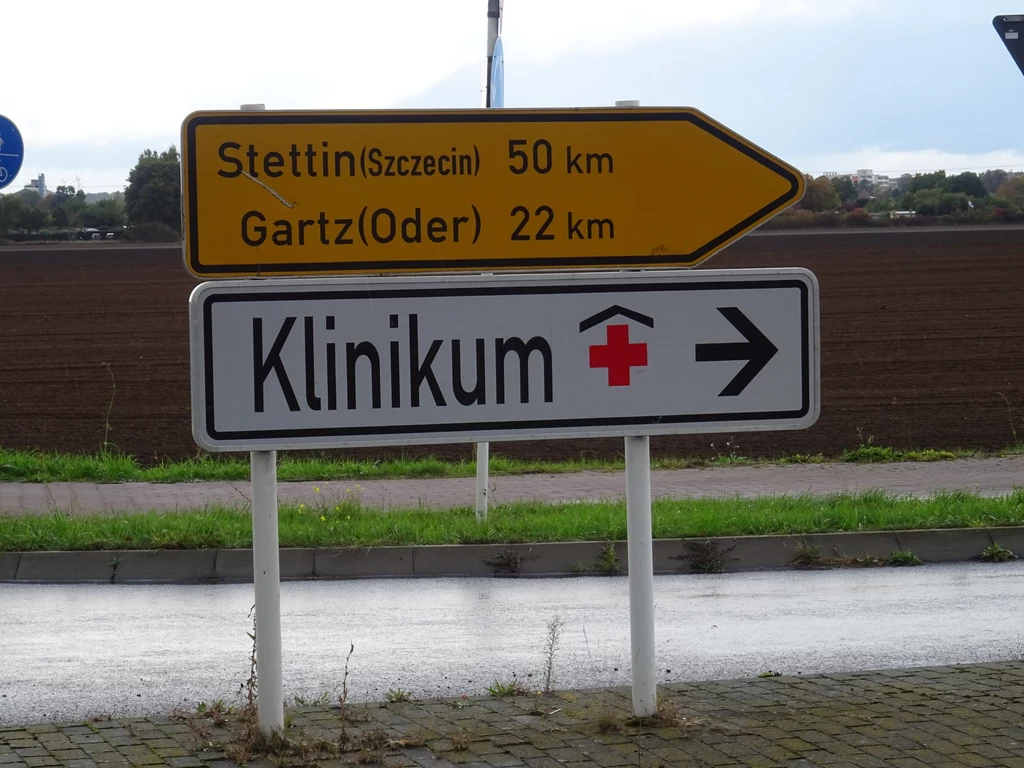 Stettin(Szczecin) 50 km
Gartz(Oder) 22 km
Klinikum